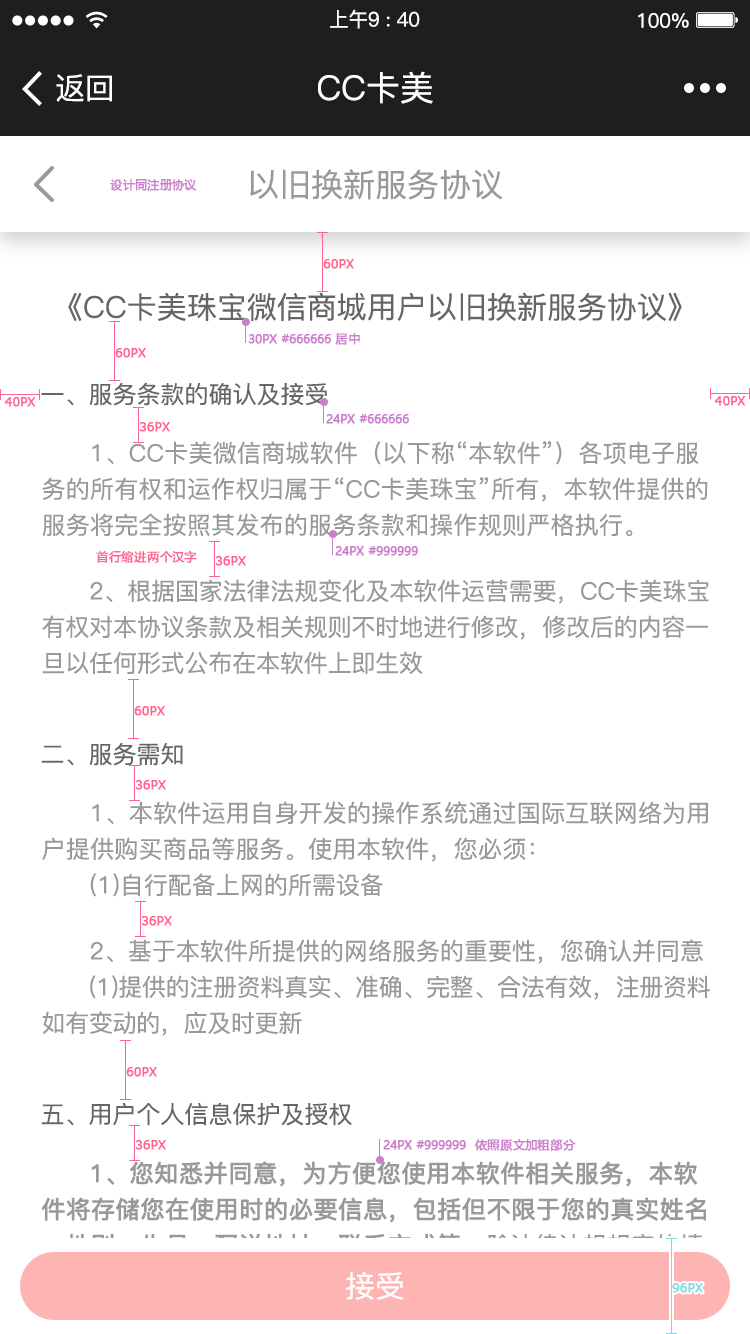 上午9 : 40
100%
返回
CC卡美
设计同注册协议
以旧换新服务协议
60PX
《CC卡美珠宝微信商城用户以旧换新服务协议》
30PX #666666 居中
60PX
40PX
一、服务条款的确认及接受
40PX
24PX #666666
36PX
1、CC卡美微信商城软件（以下称“本软件”）各项电子服
务的所有权和运作权归属于“CC卡美珠宝”所有，本软件提供的
服务将完全按照其发布的服务条款和操作规则严格执行。
24PX #999999
首行缩进两个汉字
36PX
2、根据国家法律法规变化及本软件运营需要，CC卡美珠宝
有权对本协议条款及相关规则不时地进行修改，修改后的内容一
旦以任何形式公布在本软件上即生效
60PX
二、服务需知
36PX
1、本软件运用自身开发的操作系统通过国际互联网络为用
户提供购买商品等服务。使用本软件，您必须：
(1)自行配备上网的所需设备
36PX
2、基于本软件所提供的网络服务的重要性，您确认并同意
(1)提供的注册资料真实、准确、完整、合法有效，注册资料
如有变动的，应及时更新
60PX
五、用户个人信息保护及授权
36PX
24PX #999999 依照原文加粗部分
1、您知悉并同意，为方便您使用本软件相关服务，本软
件将存储您在使用时的必要信息，包括但不限于您的真实姓名
接受
96PX